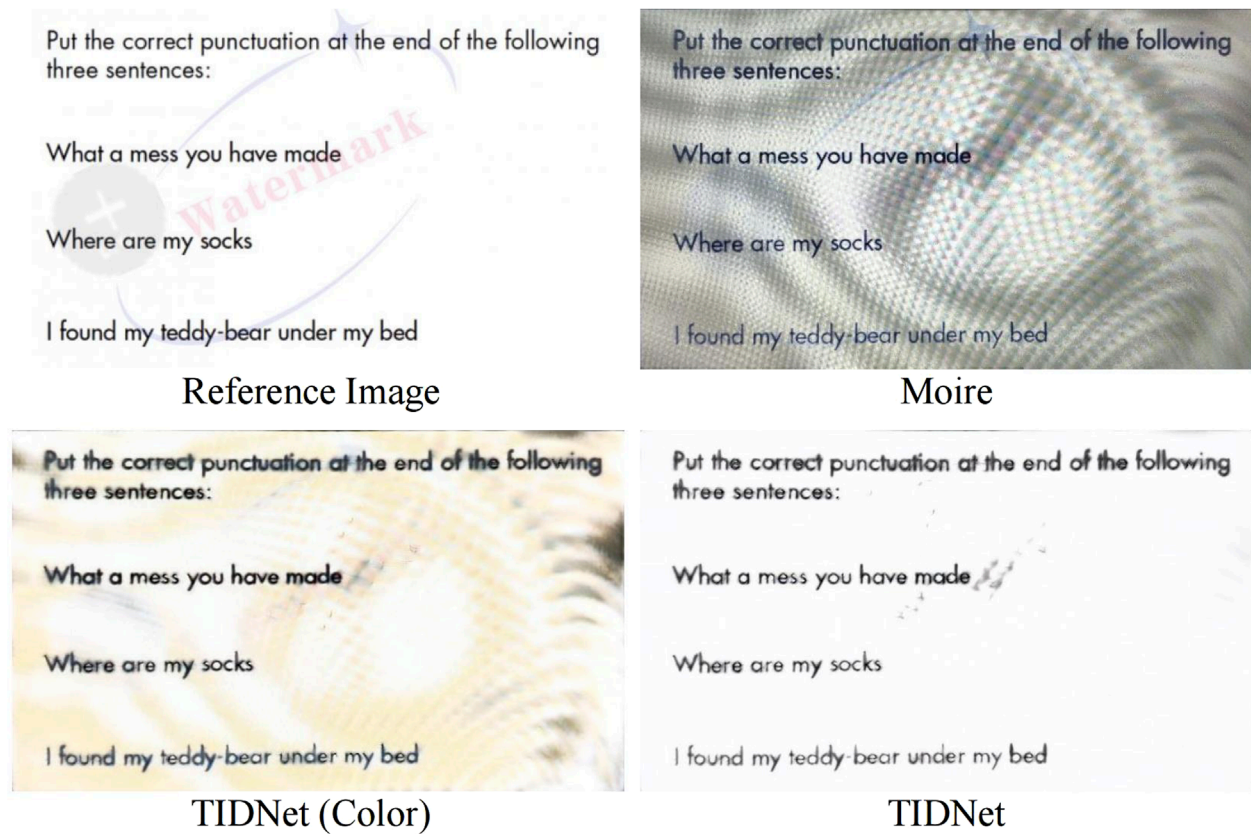 Put the correct punctuation at the end of the following
three sentences:
What a mess you have made
Watermark
Where are my socks
I found my teddy-bear under my bed
Reference Image
Put the correct punctuation at the end of the following
three sentences:
What a mess you have made
Where are my socks
I found my teddy-bear under my bed
Moire
Put the correct punctuation at the end of the following
three sentences:
What a mess you have made
Where are my socks
I found my teddy-bear under my bed
TIDNet (Color)
Put the correct punctuation at the end of the following
three sentences:
What a mess you have made
Where are my socks
I found my teddy-bear under my bed
TIDNet